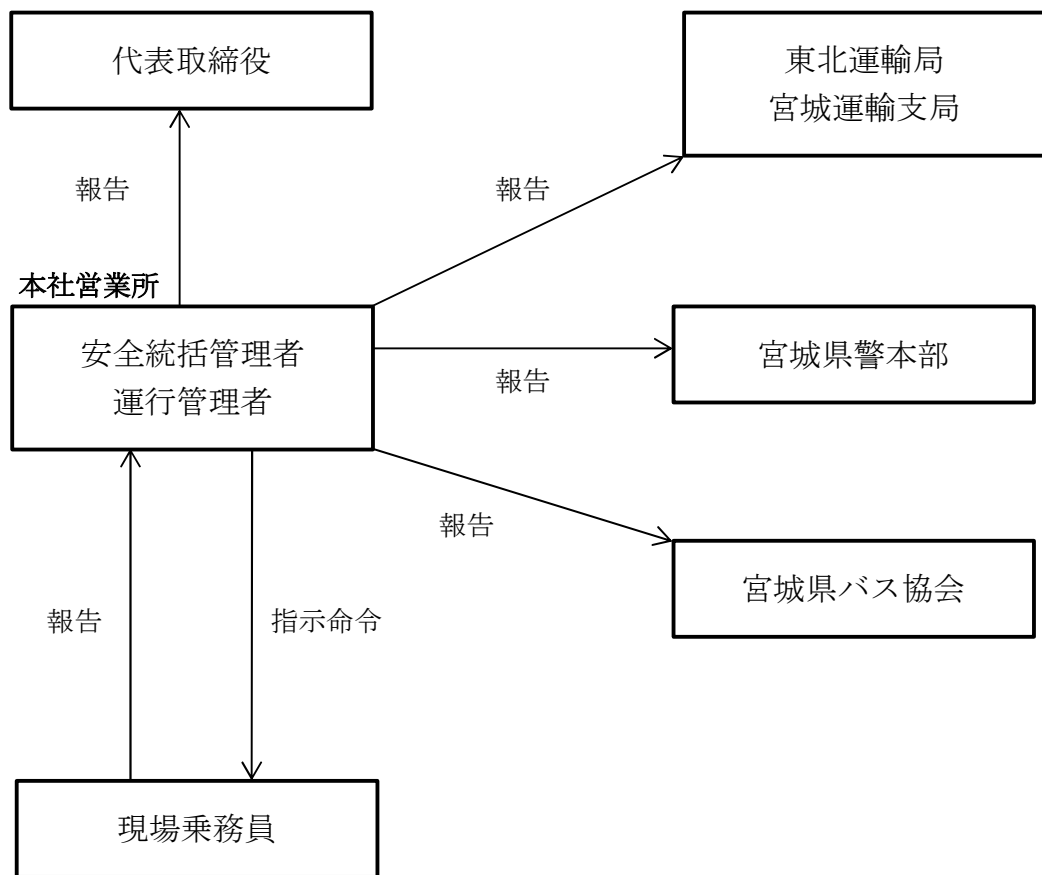 代表取締役
東北運輸局
宮城運輸支局
報告
報告
本社営業所
安全統括管理者
運行管理者
宮城県警本部
報告
報告
宮城県バス協会
報告
指示命令
現場乗務員